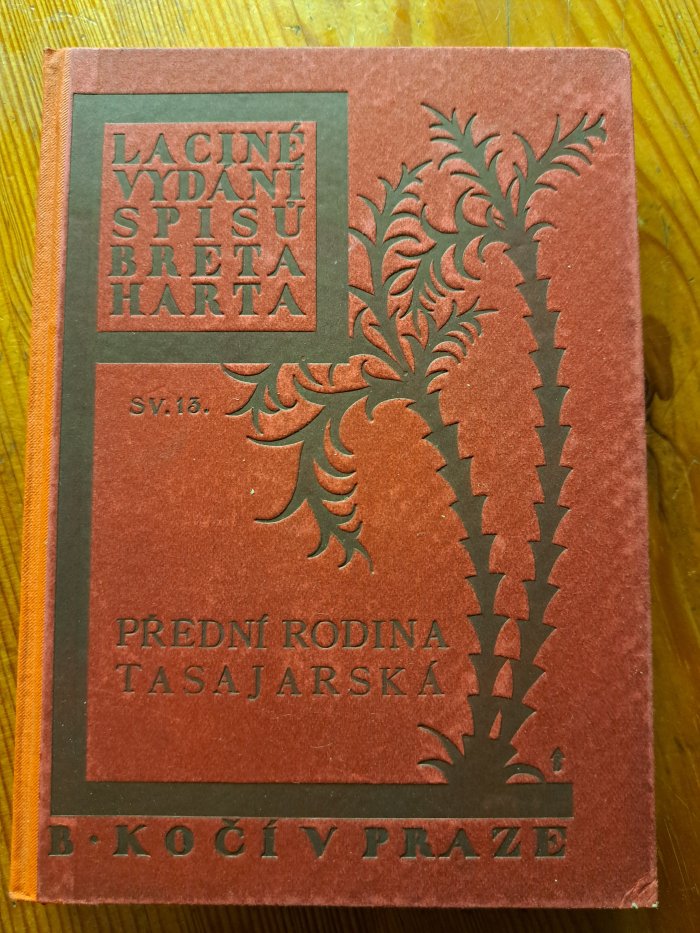 LACINÉ
VYDÁNÍ
SPISŮ
BRETA
HARTA
SV. 13.
PŘEDNÍ RODINA
TASAJARSKÁ
B • KOČÍ V PRAZE